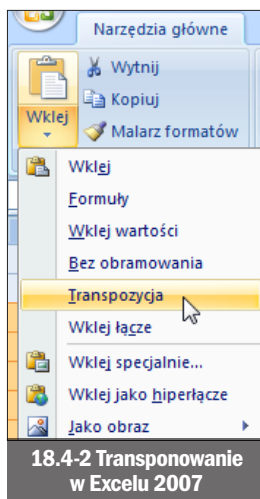 Narzędzia główne
Wytnij
Kopiuj
Malarz formatów
Wklej
Wklej
Formuły
Wklej wartości
Bez obramowania
Transpozycja
Wklej łącze
Wklej specjalnie...
Wklej jako hiperłącze
Jako obraz
18.4-2 Transponowanie
w Excelu 2007